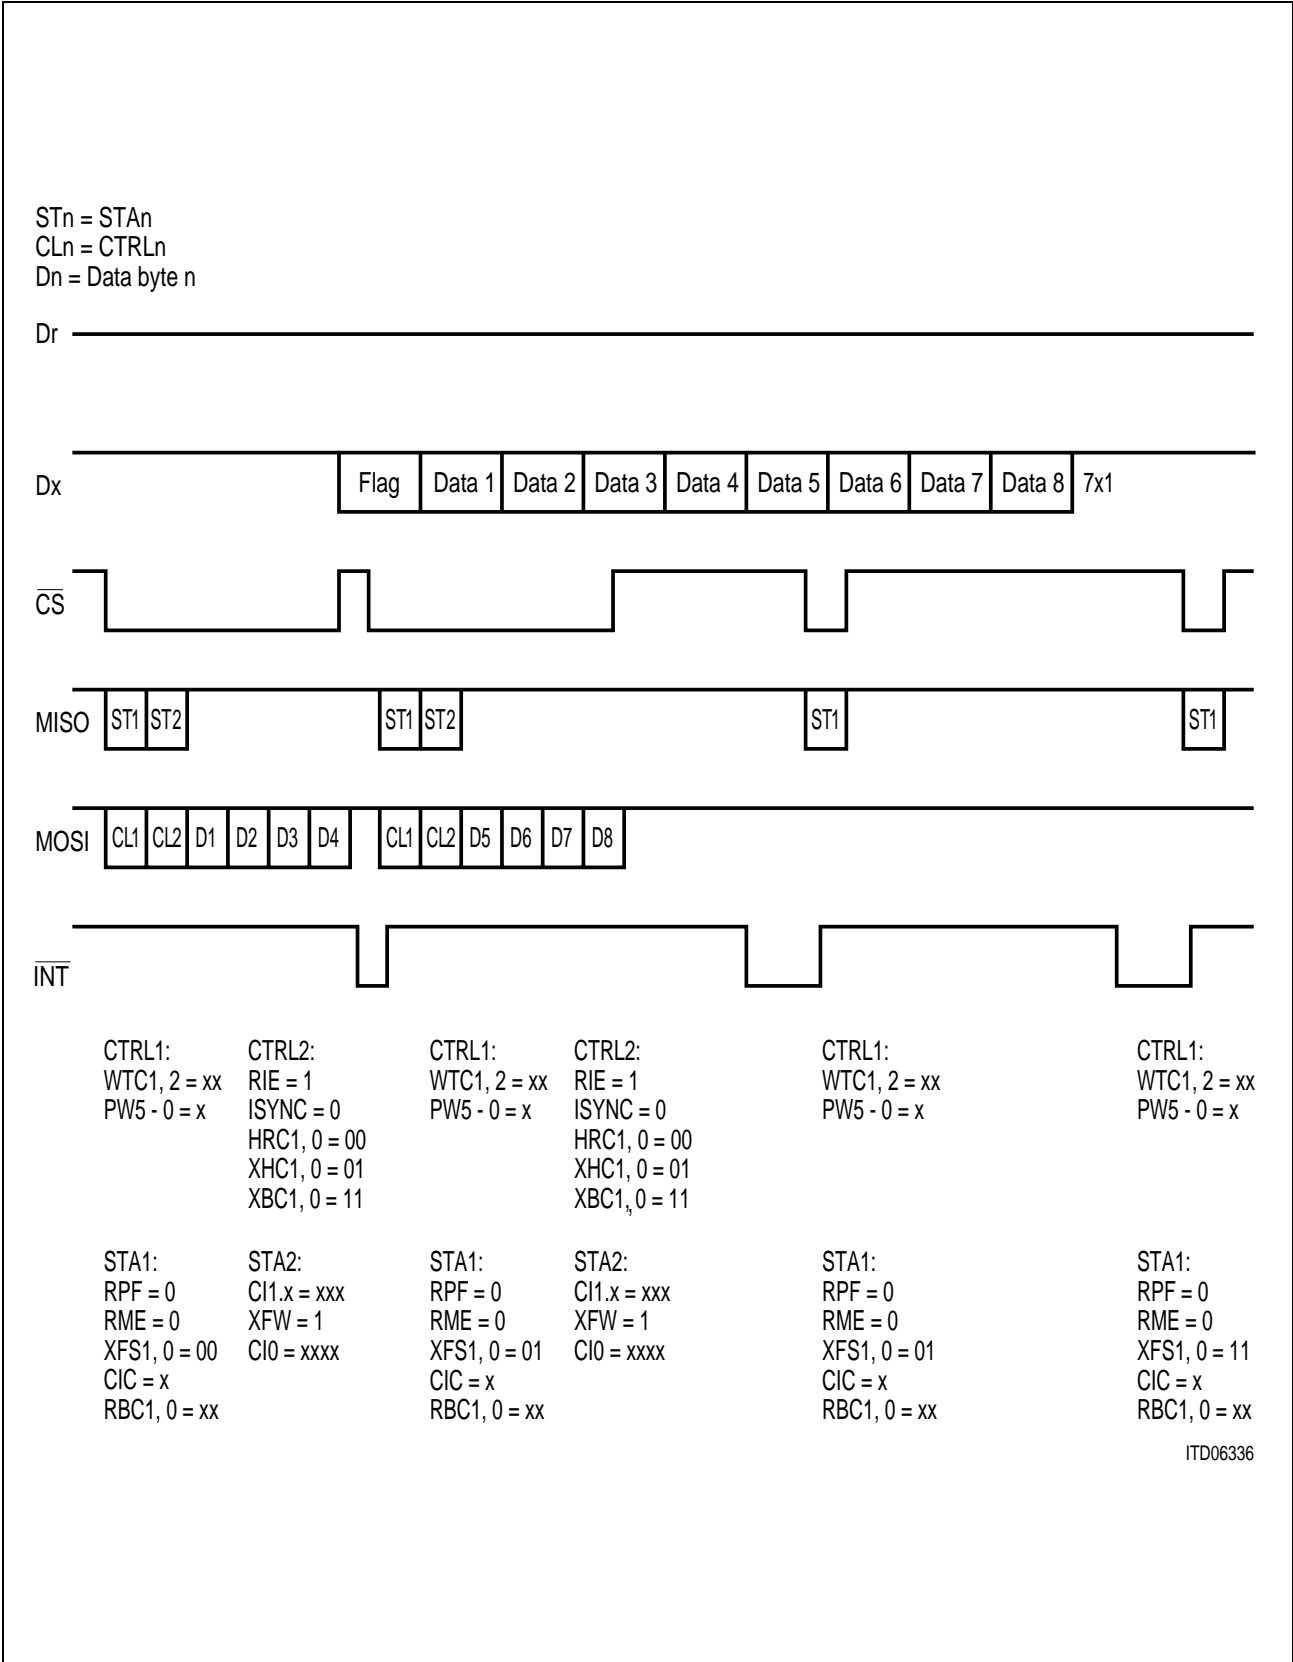 STn = STAn
CLn = CTRLn
Dn = Data byte n
Dr
Dx
Flag Data 1 Data 2 Data 3 Data 4 Data 5 Data 6 Data 7 Data 8 7x1
CS
MISO ST1 ST2 ST1 ST2 ST1 ST1
MOSI CL1 CL2 D1 D2 D3 D4 CL1 CL2 D5 D6 D7 D8
INT
CTRL1:
WTC1, 2 = xx
PW5 - 0 = x
CTRL2:
RIE = 1
ISYNC = 0
HRC1, 0 = 00
XHC1, 0 = 01
XBC1, 0 = 11
CTRL1:
WTC1, 2 = xx
PW5 - 0 = x
CTRL2:
RIE = 1
ISYNC = 0
HRC1, 0 = 00
XHC1, 0 = 01
XBC1, 0 = 11
CTRL1:
WTC1, 2 = xx
PW5 - 0 = x
CTRL1:
WTC1, 2 = xx
PW5 - 0 = x
STA1:
RPF = 0
RME = 0
XFS1, 0 = 00
CIC = x
RBC1, 0 = xx
STA2:
CI1.x = xxx
XFW = 1
CI0 = xxxx
STA1:
RPF = 0
RME = 0
XFS1, 0 = 01
CIC = x
RBC1, 0 = xx
STA2:
CI1.x = xxx
XFW = 1
CI0 = xxxx
STA1:
RPF = 0
RME = 0
XFS1, 0 = 01
CIC = x
RBC1, 0 = xx
STA1:
RPF = 0
RME = 0
XFS1, 0 = 11
CIC = x
RBC1, 0 = xx
ITD06336